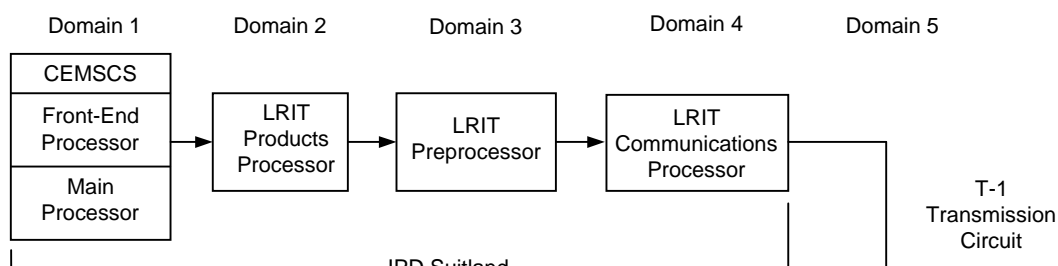 Domain 1
Domain 2
Domain 3
Domain 4
Domain 5
CEMSCS
Front-End
Processor
Main
Processor
LRIT
Products
Processor
LRIT
Preprocessor
LRIT
Communications
Processor
T-1
Transmission
Circuit